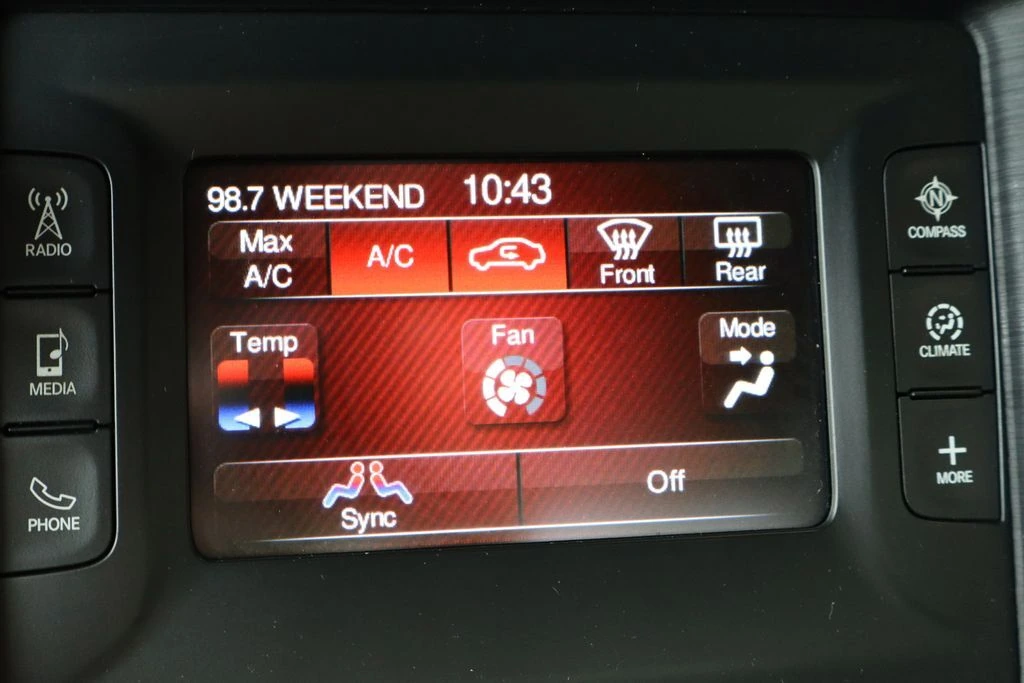 98.7 WEEKEND 10:43
Max
A/C
A/C
Front
Rear
Temp
Fan
Mode
Sync
Off
RADIO
MEDIA
PHONE
N
COMPASS
CLIMATE
+
MORE